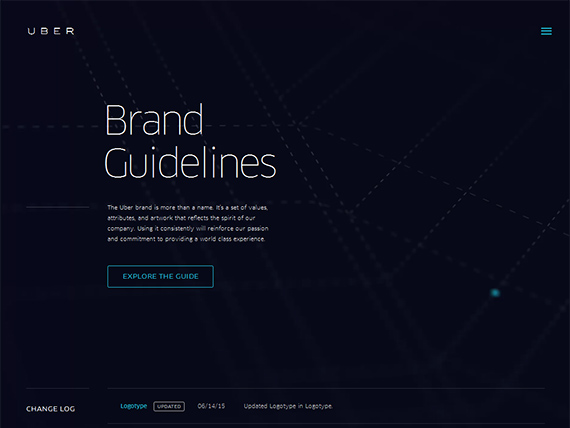 UBER
Brand
Guidelines
The Uber brand is more than a name. It's a set of values,
attributes, and artwork that reflects the spirit of our
company. Using it consistently will reinforce our passion
and commitment to providing a world class experience.
EXPLORE THE GUIDE
CHANGE LOG
Logotype UPDATED 06/14/15 Updated Logotype in Logotype.